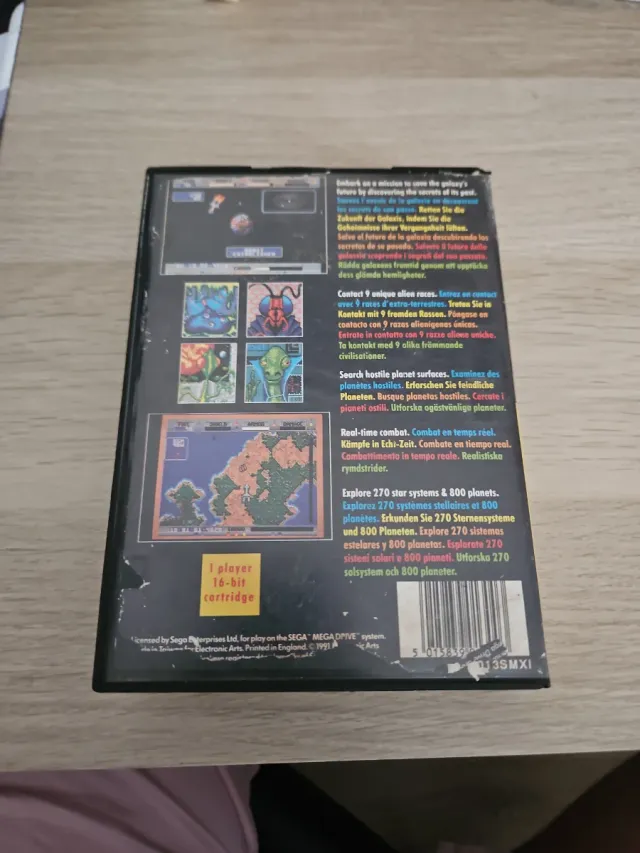 Embark on a mission to save the galaxy's
future by discovering the secrets of its past.
Sauvez l'avenir de la galaxie en découvrant
les secrets de son passé. Retten Sie die
Zukunft der Galaxis, indem Sie die
Geheimnisse ihrer Vergangenheit lüften.
Salve el futuro de la galaxia descubriendo los
secretos de su pasado. Salvate il futuro della
galassia scoprendo i segreti del suo passato.
Rädda galaxens framtid genom att upptäcka
dess glömda hemligheter.
Contact 9 unique alien races. Entrez en contact
avec 9 races d'extra-terrestres. Treten Sie in
Kontakt mit 9 fremden Rassen. Póngase en
contacto con 9 razas alienígenas únicas.
Entrate in contatto con 9 razze aliene uniche.
Ta kontakt med 9 olika främmande
civilisationer.
Search hostile planet surfaces. Examinez des
planètes hostiles. Erforschen Sie feindliche
Planeten. Busque planetas hostiles. Cercate i
pianeti ostili. Utforska ogästvänlige planeter.
Real-time combat. Combat en temps réel.
Kämpfe in Echt-Zeit. Combate en tiempo real.
Combattimento in tempo reale. Realistiska
rymdstrider.
Explore 270 star systems & 800 planets.
Explorez 270 systèmes stellaires et 800
planètes. Erkunden Sie 270 Sternensysteme
und 800 Planeten. Explore 270 sistemas
estelares y 800 planetas. Esplorate 270
sistemi solari e 800 pianeti. Utforska 270
solsystem och 800 planeter.
1 player
16-bit
cartridge
Licensed by Sega Enterprises Ltd, for play on the SEGA™ MEGA DRIVE™ system.
Electronic Arts. Printed in England. © 1991 Arts
5 015839
013SMXI